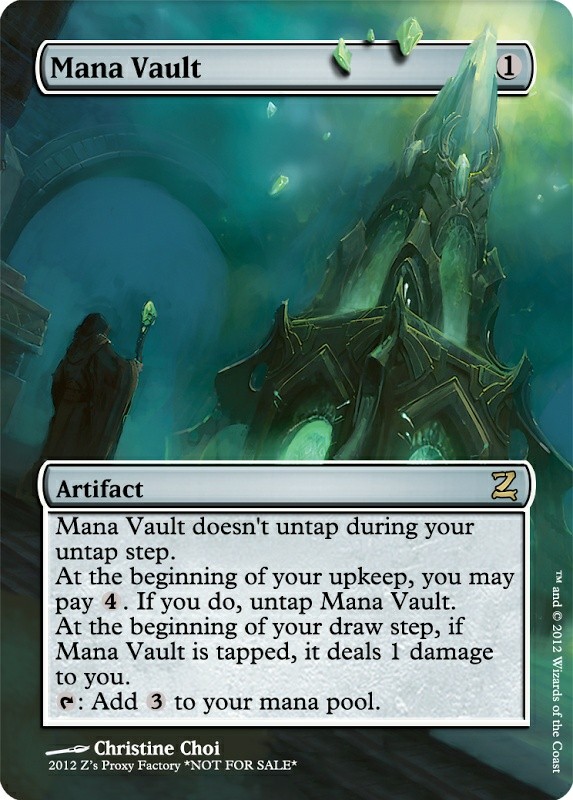 Mana Vault 1
Artifact Z
Mana Vault doesn't untap during your
untap step.
At the beginning of your upkeep, you may
pay 4. If you do, untap Mana Vault.
At the beginning of your draw step, if
Mana Vault is tapped, it deals 1 damage
to you.
: Add 3 to your mana pool.
Christine Choi
2012 Z's Proxy Factory *NOT FOR SALE*
™ and © 2012 Wizards of the Coast